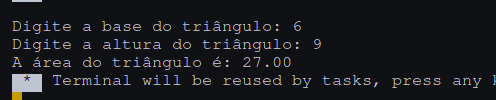 Digite a base do triângulo: 6
Digite a altura do triângulo: 9
A área do triângulo é: 27.00
* Terminal will be reused by tasks, press any